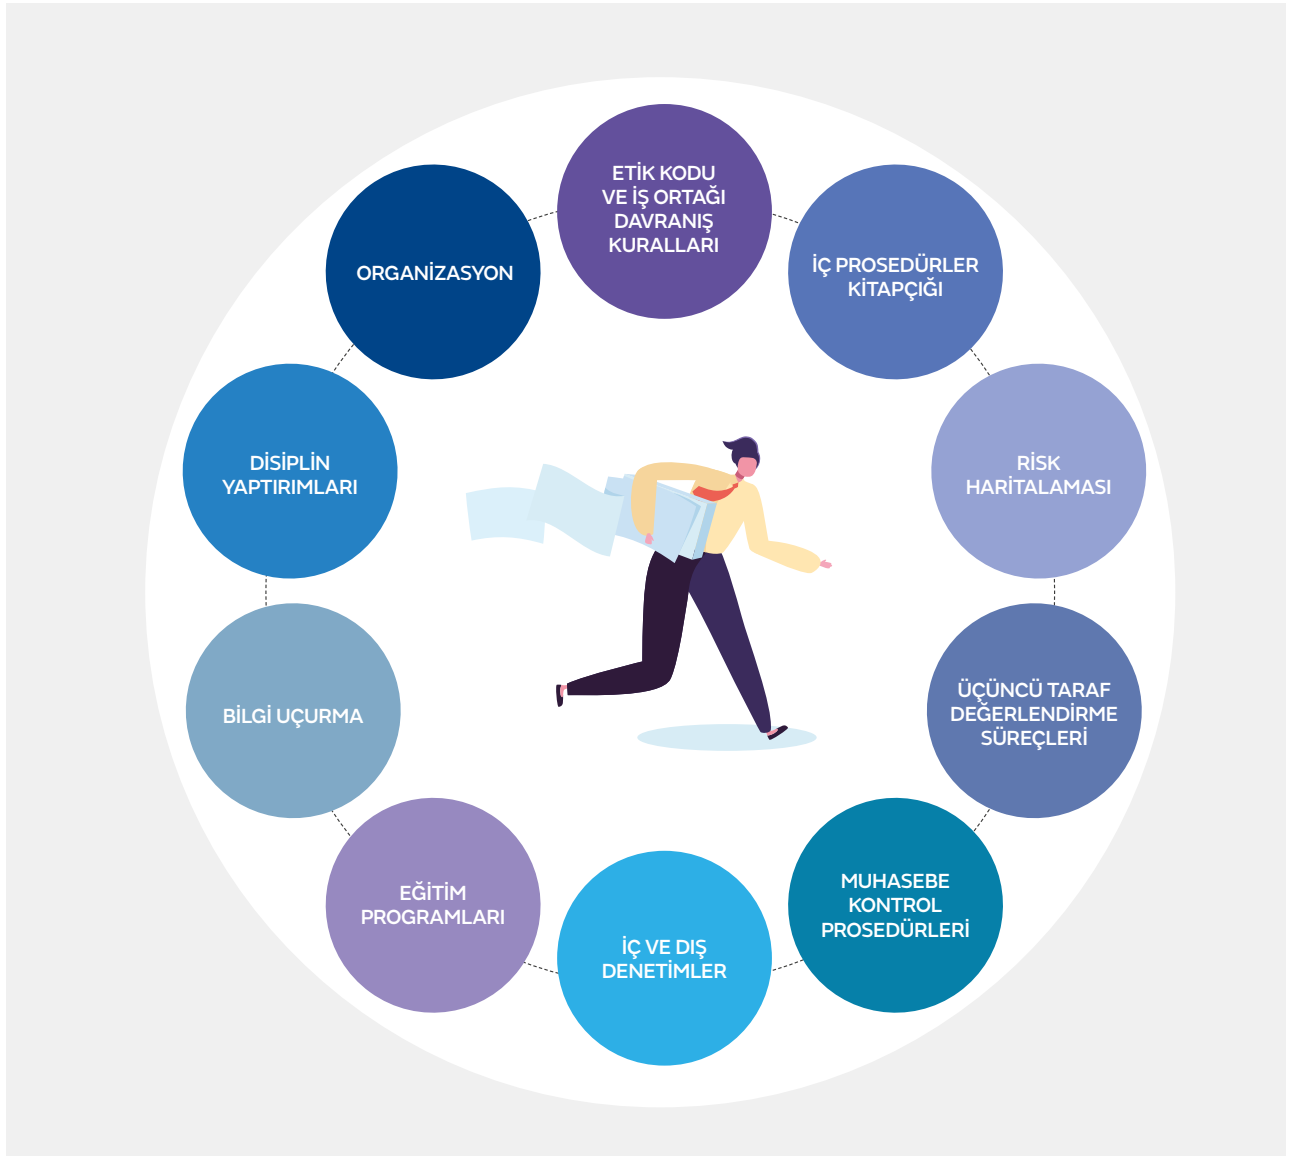 ETİK KODU
VE İŞ ORTAĞI
DAVRANIŞ
KURALLARI
İÇ PROSEDÜRLER
KİTAPÇIĞI
RİSK
HARİTALAMASI
ÜÇÜNCÜ TARAF
DEĞERLENDİRME
SÜREÇLERİ
MUHASEBE
KONTROL
PROSEDÜRLERİ
İÇ VE DIŞ
DENETİMLER
EĞİTİM
PROGRAMLARI
BİLGİ UÇURMA
DİSİPLİN
YAPTIRIMLARI
ORGANİZASYON